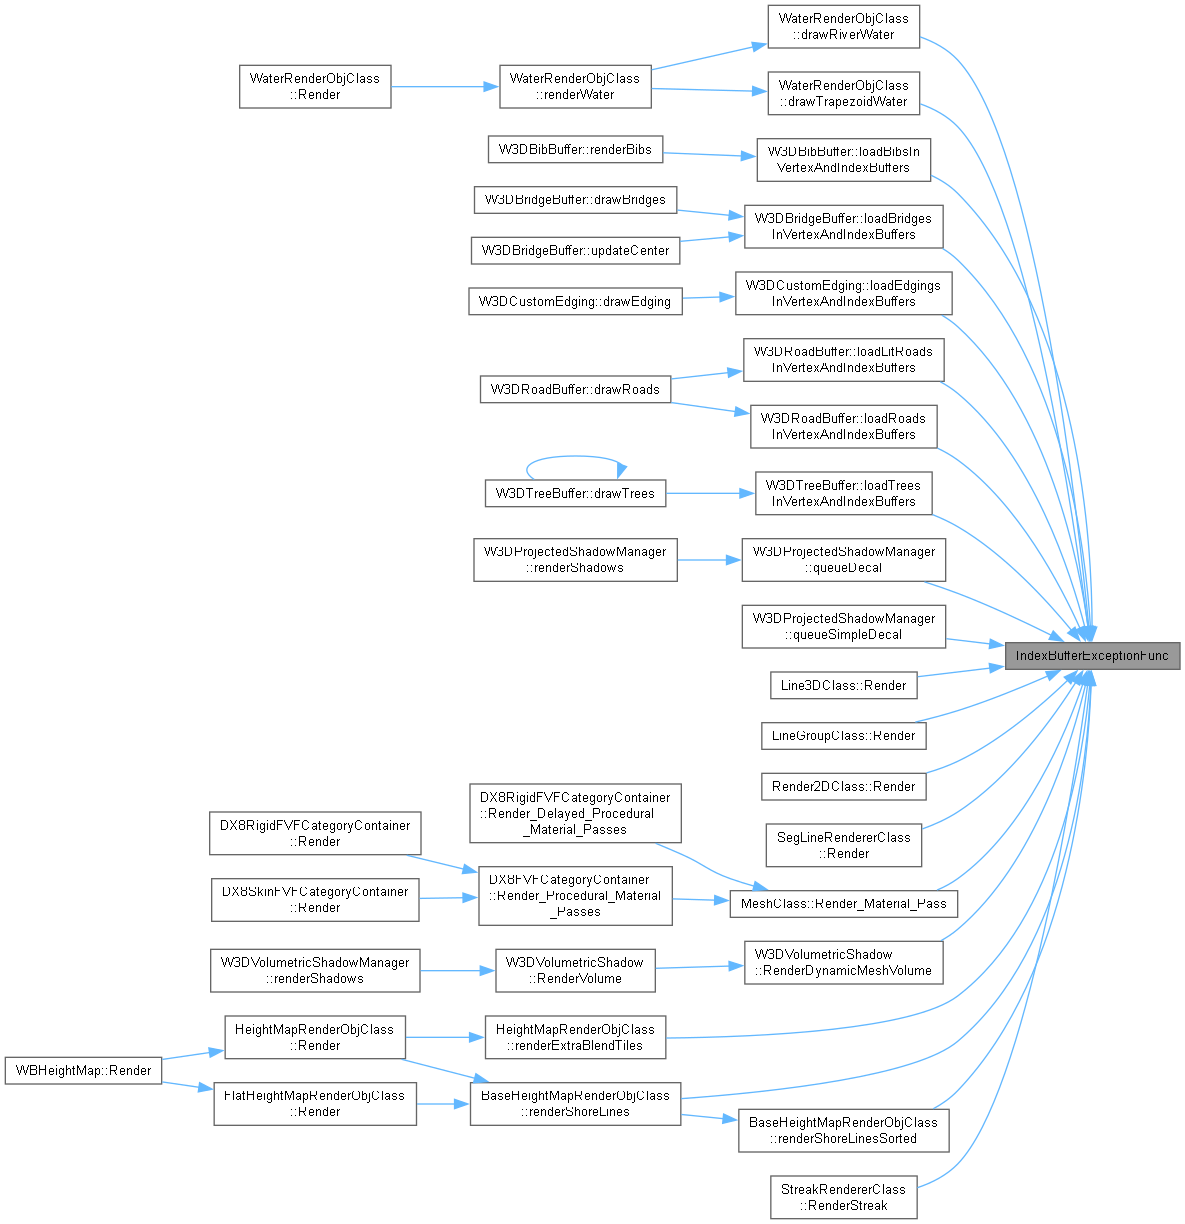 WaterRenderObjClass
::drawRiverWater
WaterRenderObjClass
::Render
WaterRenderObjClass
::renderWater
WaterRenderObjClass
::drawTrapezoidWater
W3DBibBuffer::renderBibs
W3DBibBuffer::loadBibsIn
VertexAndIndexBuffers
W3DBridgeBuffer::drawBridges
W3DBridgeBuffer::loadBridges
InVertexAndIndexBuffers
W3DBridgeBuffer::updateCenter
W3DCustomEdging::drawEdging
W3DCustomEdging::loadEdgings
InVertexAndIndexBuffers
W3DRoadBuffer::loadLitRoads
InVertexAndIndexBuffers
W3DRoadBuffer::drawRoads
W3DRoadBuffer::loadRoads
InVertexAndIndexBuffers
W3DTreeBuffer::drawTrees
W3DTreeBuffer::loadTrees
InVertexAndIndexBuffers
W3DProjectedShadowManager
::renderShadows
W3DProjectedShadowManager
::queueDecal
W3DProjectedShadowManager
::queueSimpleDecal
IndexBufferExceptionFunc
Line3DClass::Render
LineGroupClass::Render
Render2DClass::Render
SegLineRendererClass
::Render
DX8RigidFVFCategoryContainer
::Render_Delayed_Procedural
_Material_Passes
DX8RigidFVFCategoryContainer
::Render
DX8SkinFVFCategoryContainer
::Render
DX8FVFCategoryContainer
::Render_Procedural_Material
_Passes
MeshClass::Render_Material_Pass
W3DVolumetricShadowManager
::renderShadows
W3DVolumetricShadow
::RenderVolume
W3DVolumetricShadow
::RenderDynamicMeshVolume
HeightMapRenderObjClass
::Render
HeightMapRenderObjClass
::renderExtraBlendTiles
WBHeightMap::Render
FlatHeightMapRenderObjClass
::Render
BaseHeightMapRenderObjClass
::renderShoreLines
BaseHeightMapRenderObjClass
::renderShoreLinesSorted
StreakRendererClass
::RenderStreak